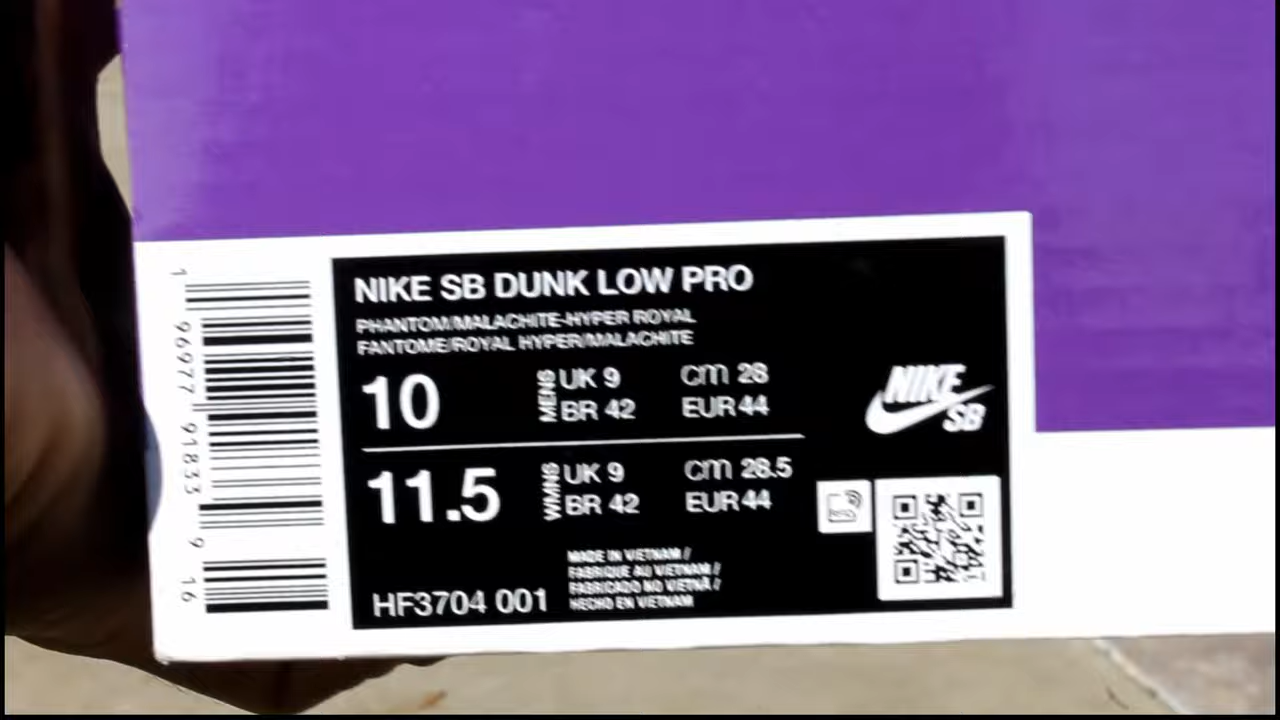 NIKE SB DUNK LOW PRO
PHANTOM/MALACHITE-HYPER ROYAL
FANTOME/ROYAL HYPER/MALACHITE
10 MENS UK 9 cm 28
BR 42 EUR 44
11.5 WMNS UK 9 cm 28.5
BR 42 EUR 44
MADE IN VIETNAM /
FABRIQUE AU VIETNAM /
FABRICADO NO VIETNÃ /
HECHO EN VIETNAM
HF3704 001
NIKE
SB
1 96977 91833 9 16